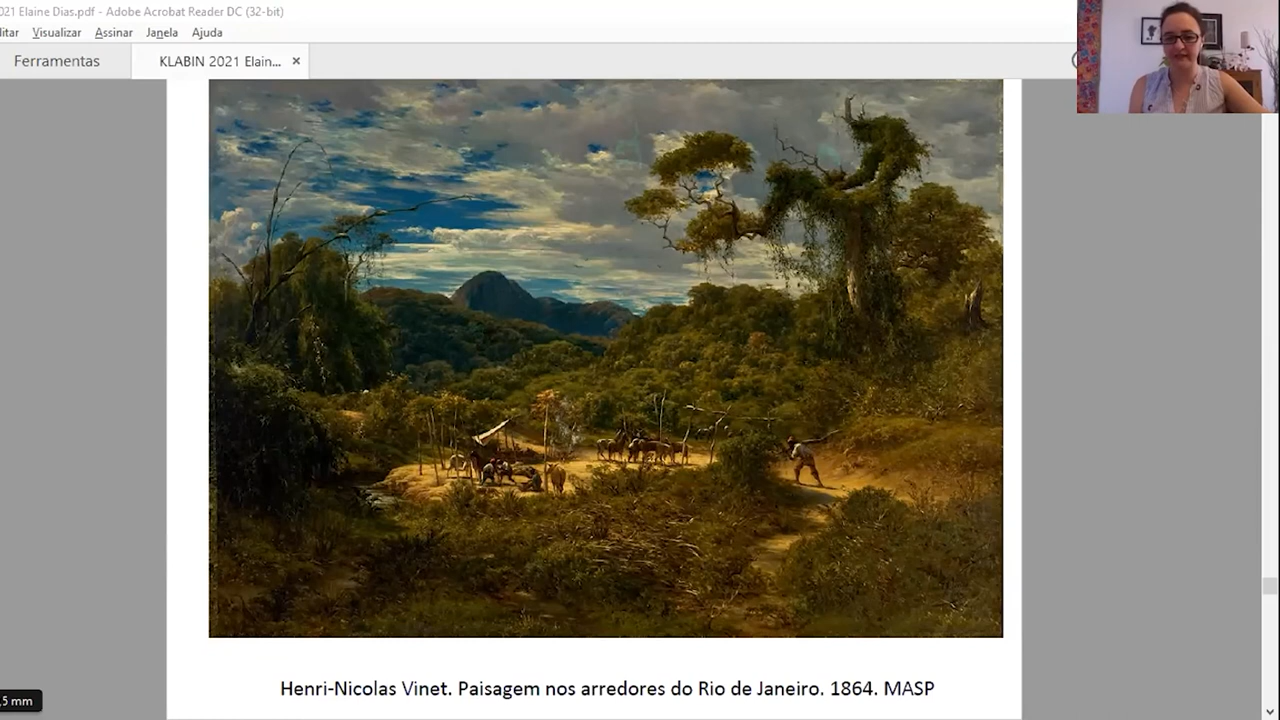 021 Elaine Dias.pdf - Adobe Acrobat Reader DC (32-bit)
itar Visualizar Assinar Janela Ajuda
Ferramentas KLABIN 2021 Elain... ×
Henri-Nicolas Vinet. Paisagem nos arredores do Rio de Janeiro. 1864. MASP
,5 mm